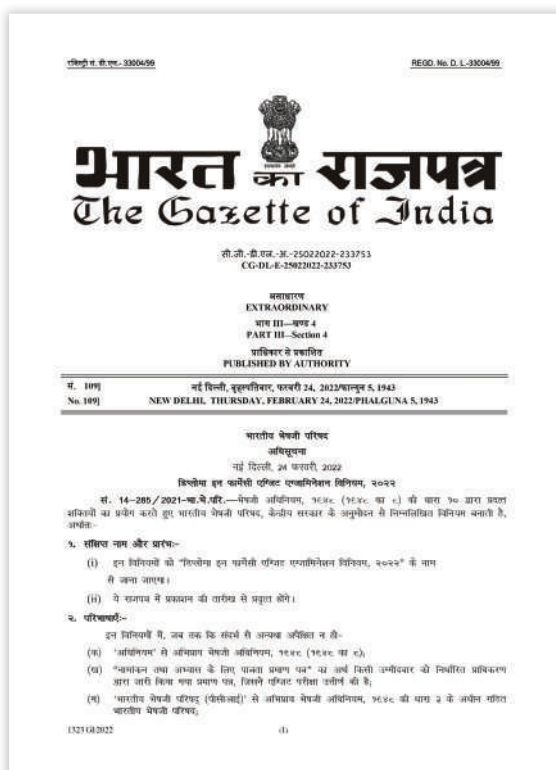 रजिस्ट्री सं. डी.एल.- 33004/99
REGD. No. D. L.-33004/99
भारत का राजपत्र
The Gazette of India
सी.जी.-डी.एल.-अ.-25022022-233753
CG-DL-E-25022022-233753
असाधारण
EXTRAORDINARY
भाग III—खण्ड 4
PART III—Section 4
प्राधिकार से प्रकाशित
PUBLISHED BY AUTHORITY
सं. 109]
नई दिल्ली, बृहस्पतिवार, फरवरी 24, 2022/फाल्गुन 5, 1943
No. 109]
NEW DELHI, THURSDAY, FEBRUARY 24, 2022/PHALGUNA 5, 1943
भारतीय भेषजी परिषद
अधिसूचना
नई दिल्ली, 24 फरवरी, 2022
डिप्लोमा इन फार्मेसी एग्जिट एग्जामिनेशन विनियम, २०२२
सं. 14-285/2021-भा.भे.परि.—भेषजी अधिनियम, १९४८ (१९४८ का ८) की धारा १० द्वारा प्रदत्त
शक्तियों का प्रयोग करते हुए भारतीय भेषजी परिषद, केन्द्रीय सरकार के अनुमोदन से निम्नलिखित विनियम बनाती है,
अर्थातः-
१. संक्षिप्त नाम और प्रारंभः-
(i) इन विनियमों को "डिप्लोमा इन फार्मेसी एग्जिट एग्जामिनेशन विनियम, २०२२" के नाम
से जाना जाएगा।
(ii) ये राजपत्र में प्रकाशन की तारीख से प्रवृत्त होंगे।
२. परिभाषाएँः-
इन विनियमों में, जब तक कि संदर्भ से अन्यथा अपेक्षित न हो-
(क) 'अधिनियम' से अभिप्राय भेषजी अधिनियम, १९४८ (१९४८ का ८);
(ख) "नामांकन तथा अभ्यास के लिए पात्रता प्रमाण पत्र" का अर्थ किसी उम्मीदवार को निर्धारित प्राधिकरण
द्वारा जारी किया गया प्रमाण पत्र, जिसने एग्जिट परीक्षा उत्तीर्ण की है;
(ग) 'भारतीय भेषजी परिषद (पीसीआई)' से अभिप्राय भेषजी अधिनियम, १९४८ की धारा ३ के अधीन गठित
भारतीय भेषजी परिषद;
1323 GI/2022
(1)